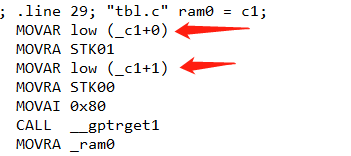 ; .line 29; "tbl.c" ram0 = c1;
MOVAR low (_c1+0)
MOVRA STK01
MOVAR low (_c1+1)
MOVRA STK00
MOVAI 0x80
CALL __gptrget1
MOVRA _ram0